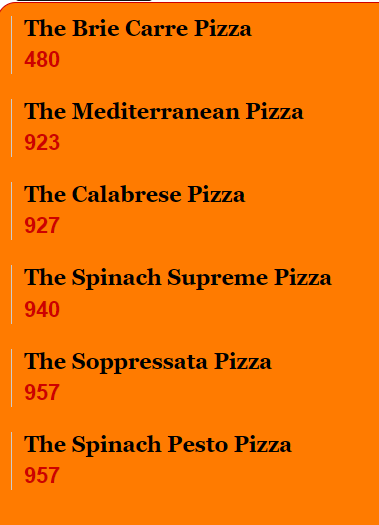 The Brie Carre Pizza
480
The Mediterranean Pizza
923
The Calabrese Pizza
927
The Spinach Supreme Pizza
940
The Soppressata Pizza
957
The Spinach Pesto Pizza
957